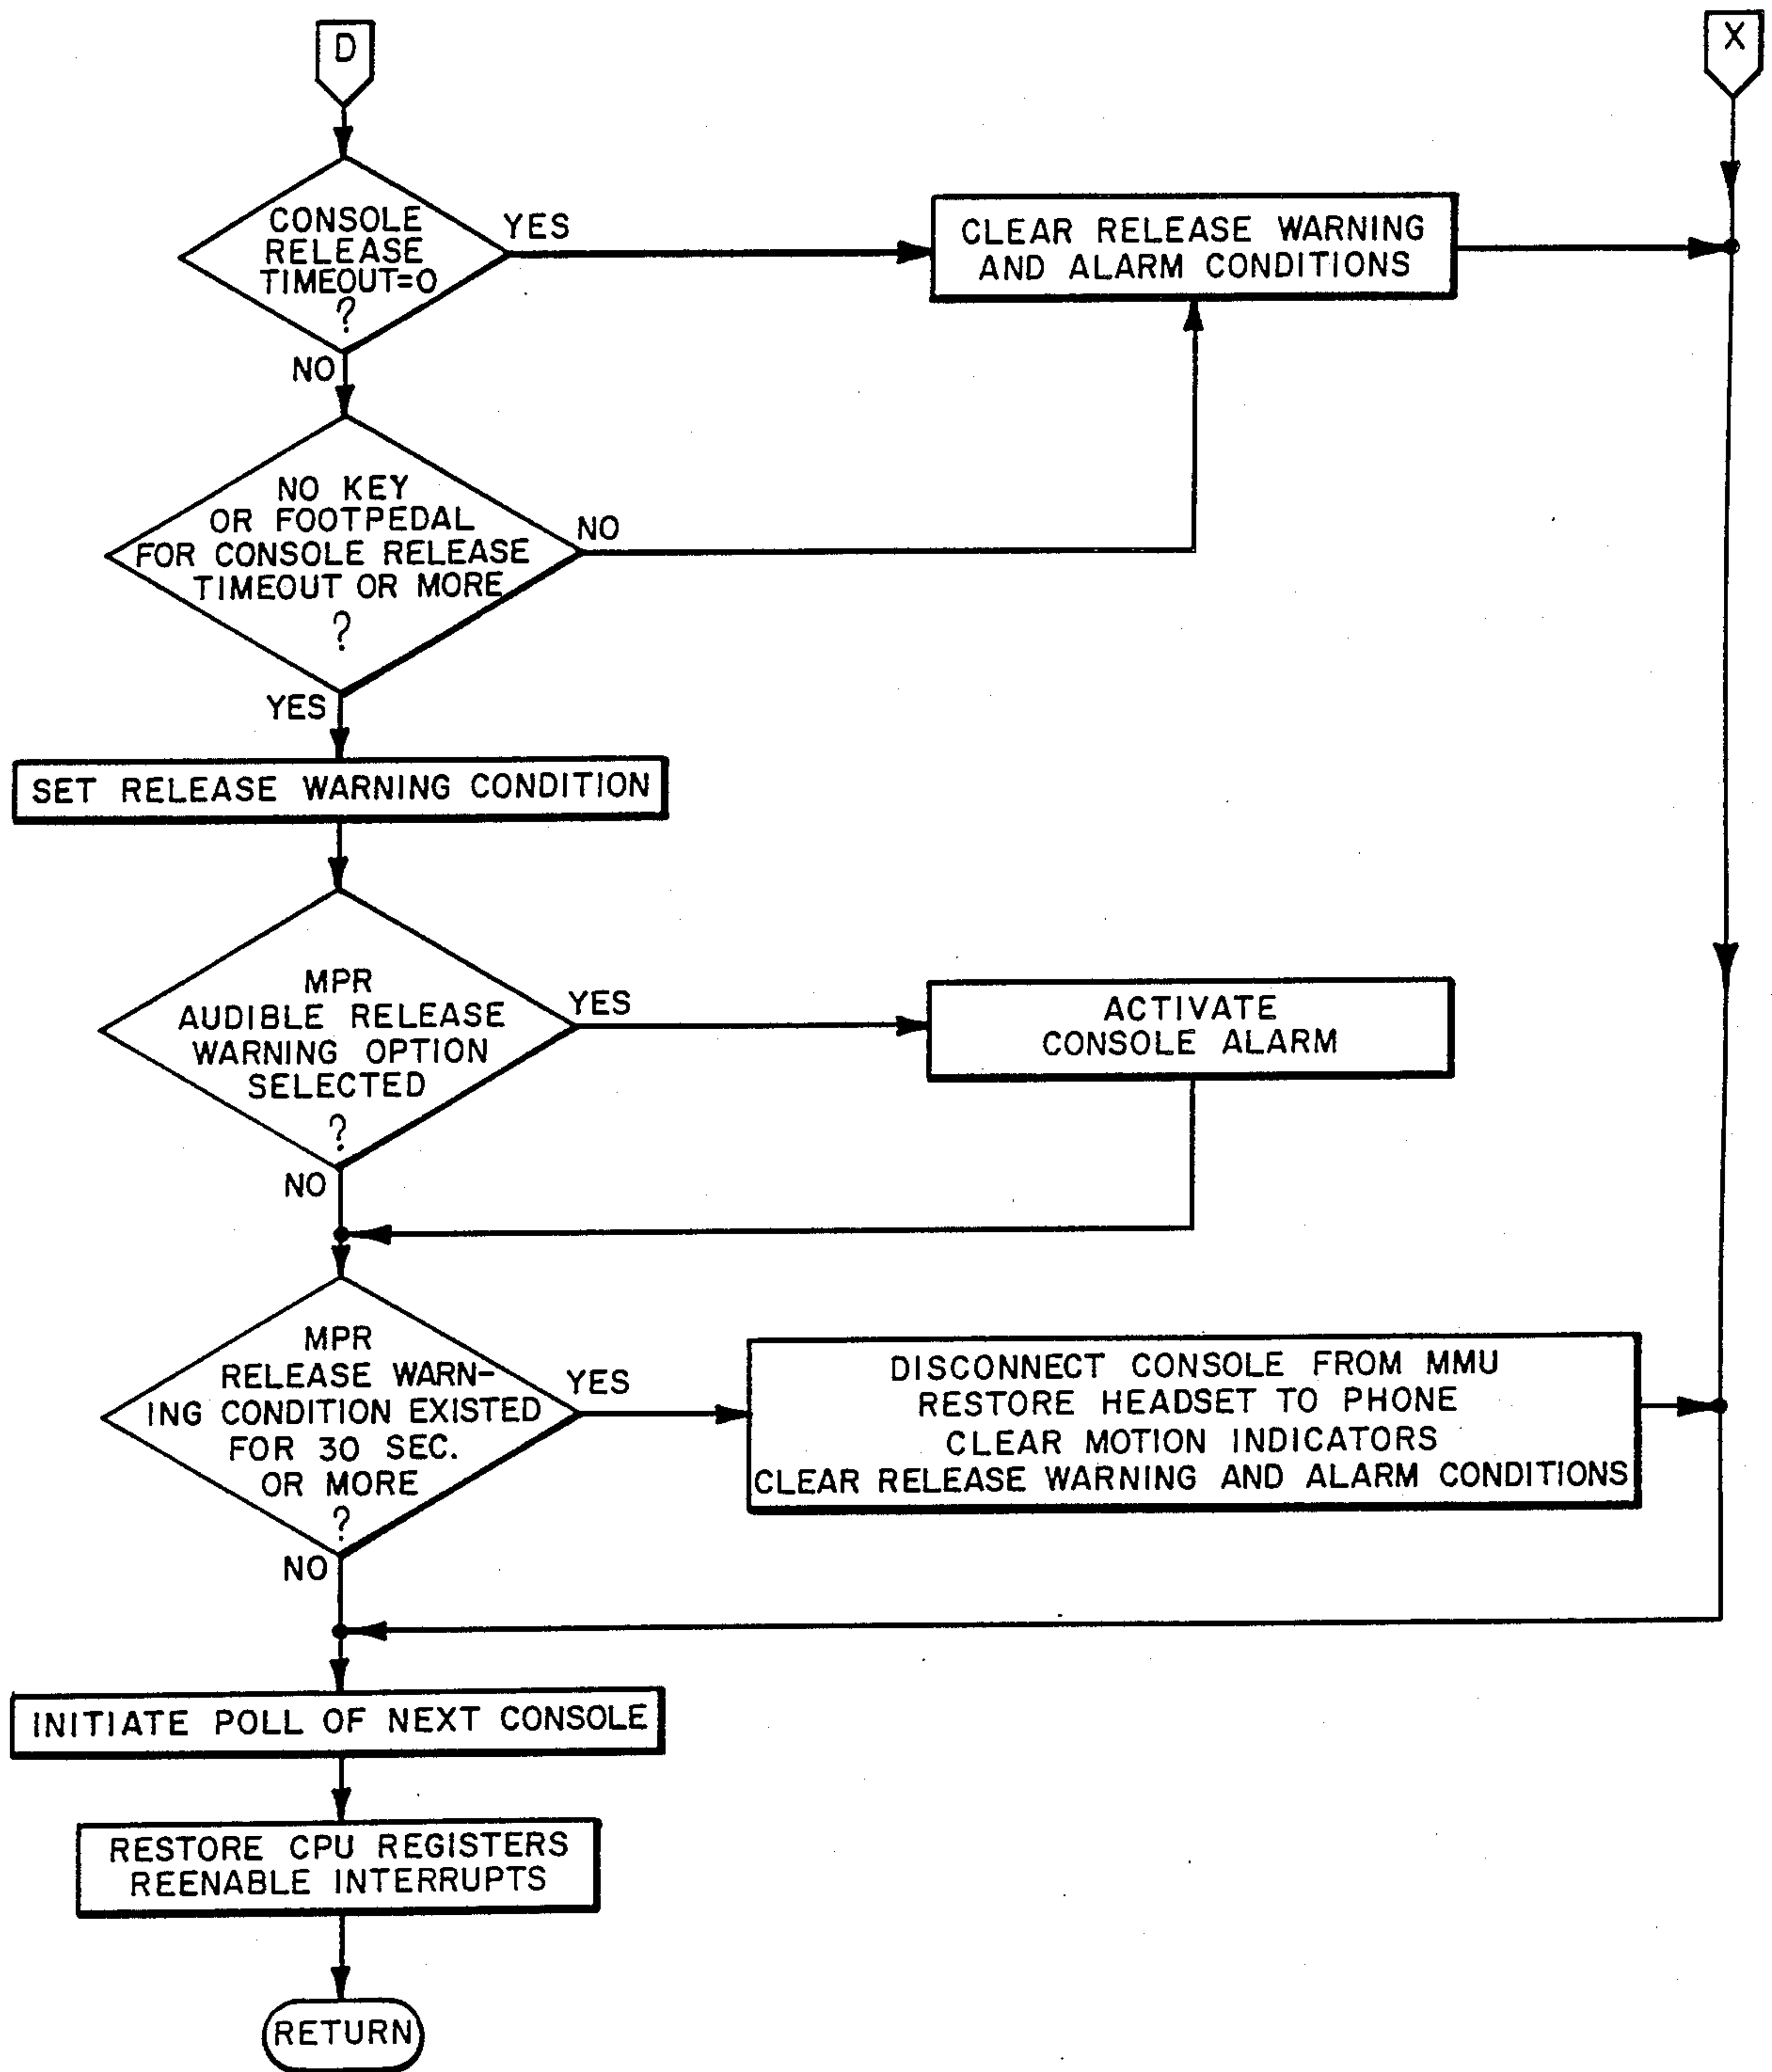 D
X
CONSOLE
RELEASE
TIMEOUT=0
?
YES
NO
CLEAR RELEASE WARNING
AND ALARM CONDITIONS
NO KEY
OR FOOTPEDAL
FOR CONSOLE RELEASE
TIMEOUT OR MORE
?
NO
YES
SET RELEASE WARNING CONDITION
MPR
AUDIBLE RELEASE
WARNING OPTION
SELECTED
?
YES
NO
ACTIVATE
CONSOLE ALARM
MPR
RELEASE WARN-
ING CONDITION EXISTED
FOR 30 SEC.
OR MORE
?
YES
NO
DISCONNECT CONSOLE FROM MMU
RESTORE HEADSET TO PHONE
CLEAR MOTION INDICATORS
CLEAR RELEASE WARNING AND ALARM CONDITIONS
INITIATE POLL OF NEXT CONSOLE
RESTORE CPU REGISTERS
REENABLE INTERRUPTS
RETURN